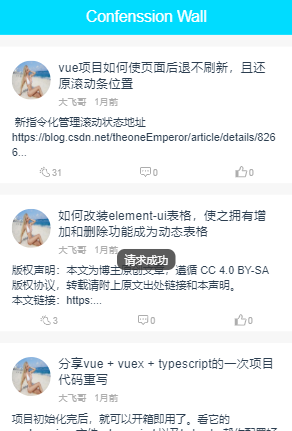 Confenssion Wall
vue项目如何使页面后退不刷新，且还
原滚动条位置
大飞哥 1月前
新指令化管理滚动状态地址
https://blog.csdn.net/theoneEmperor/article/details/826
6...
31
0
0
如何改装element-ui表格，使之拥有增
加和删除功能成为动态表格
大飞哥 1月前
请求成功
版权声明：本文为博主原创文章，遵循 CC 4.0 BY-SA
版权协议，转载请附上原文出处链接和本声明。
本文链接：https:...
3
0
0
分享vue + vuex + typescript的一次项目
代码重写
大飞哥 1月前
项目初始化完后，就可以开箱即用了。看它的